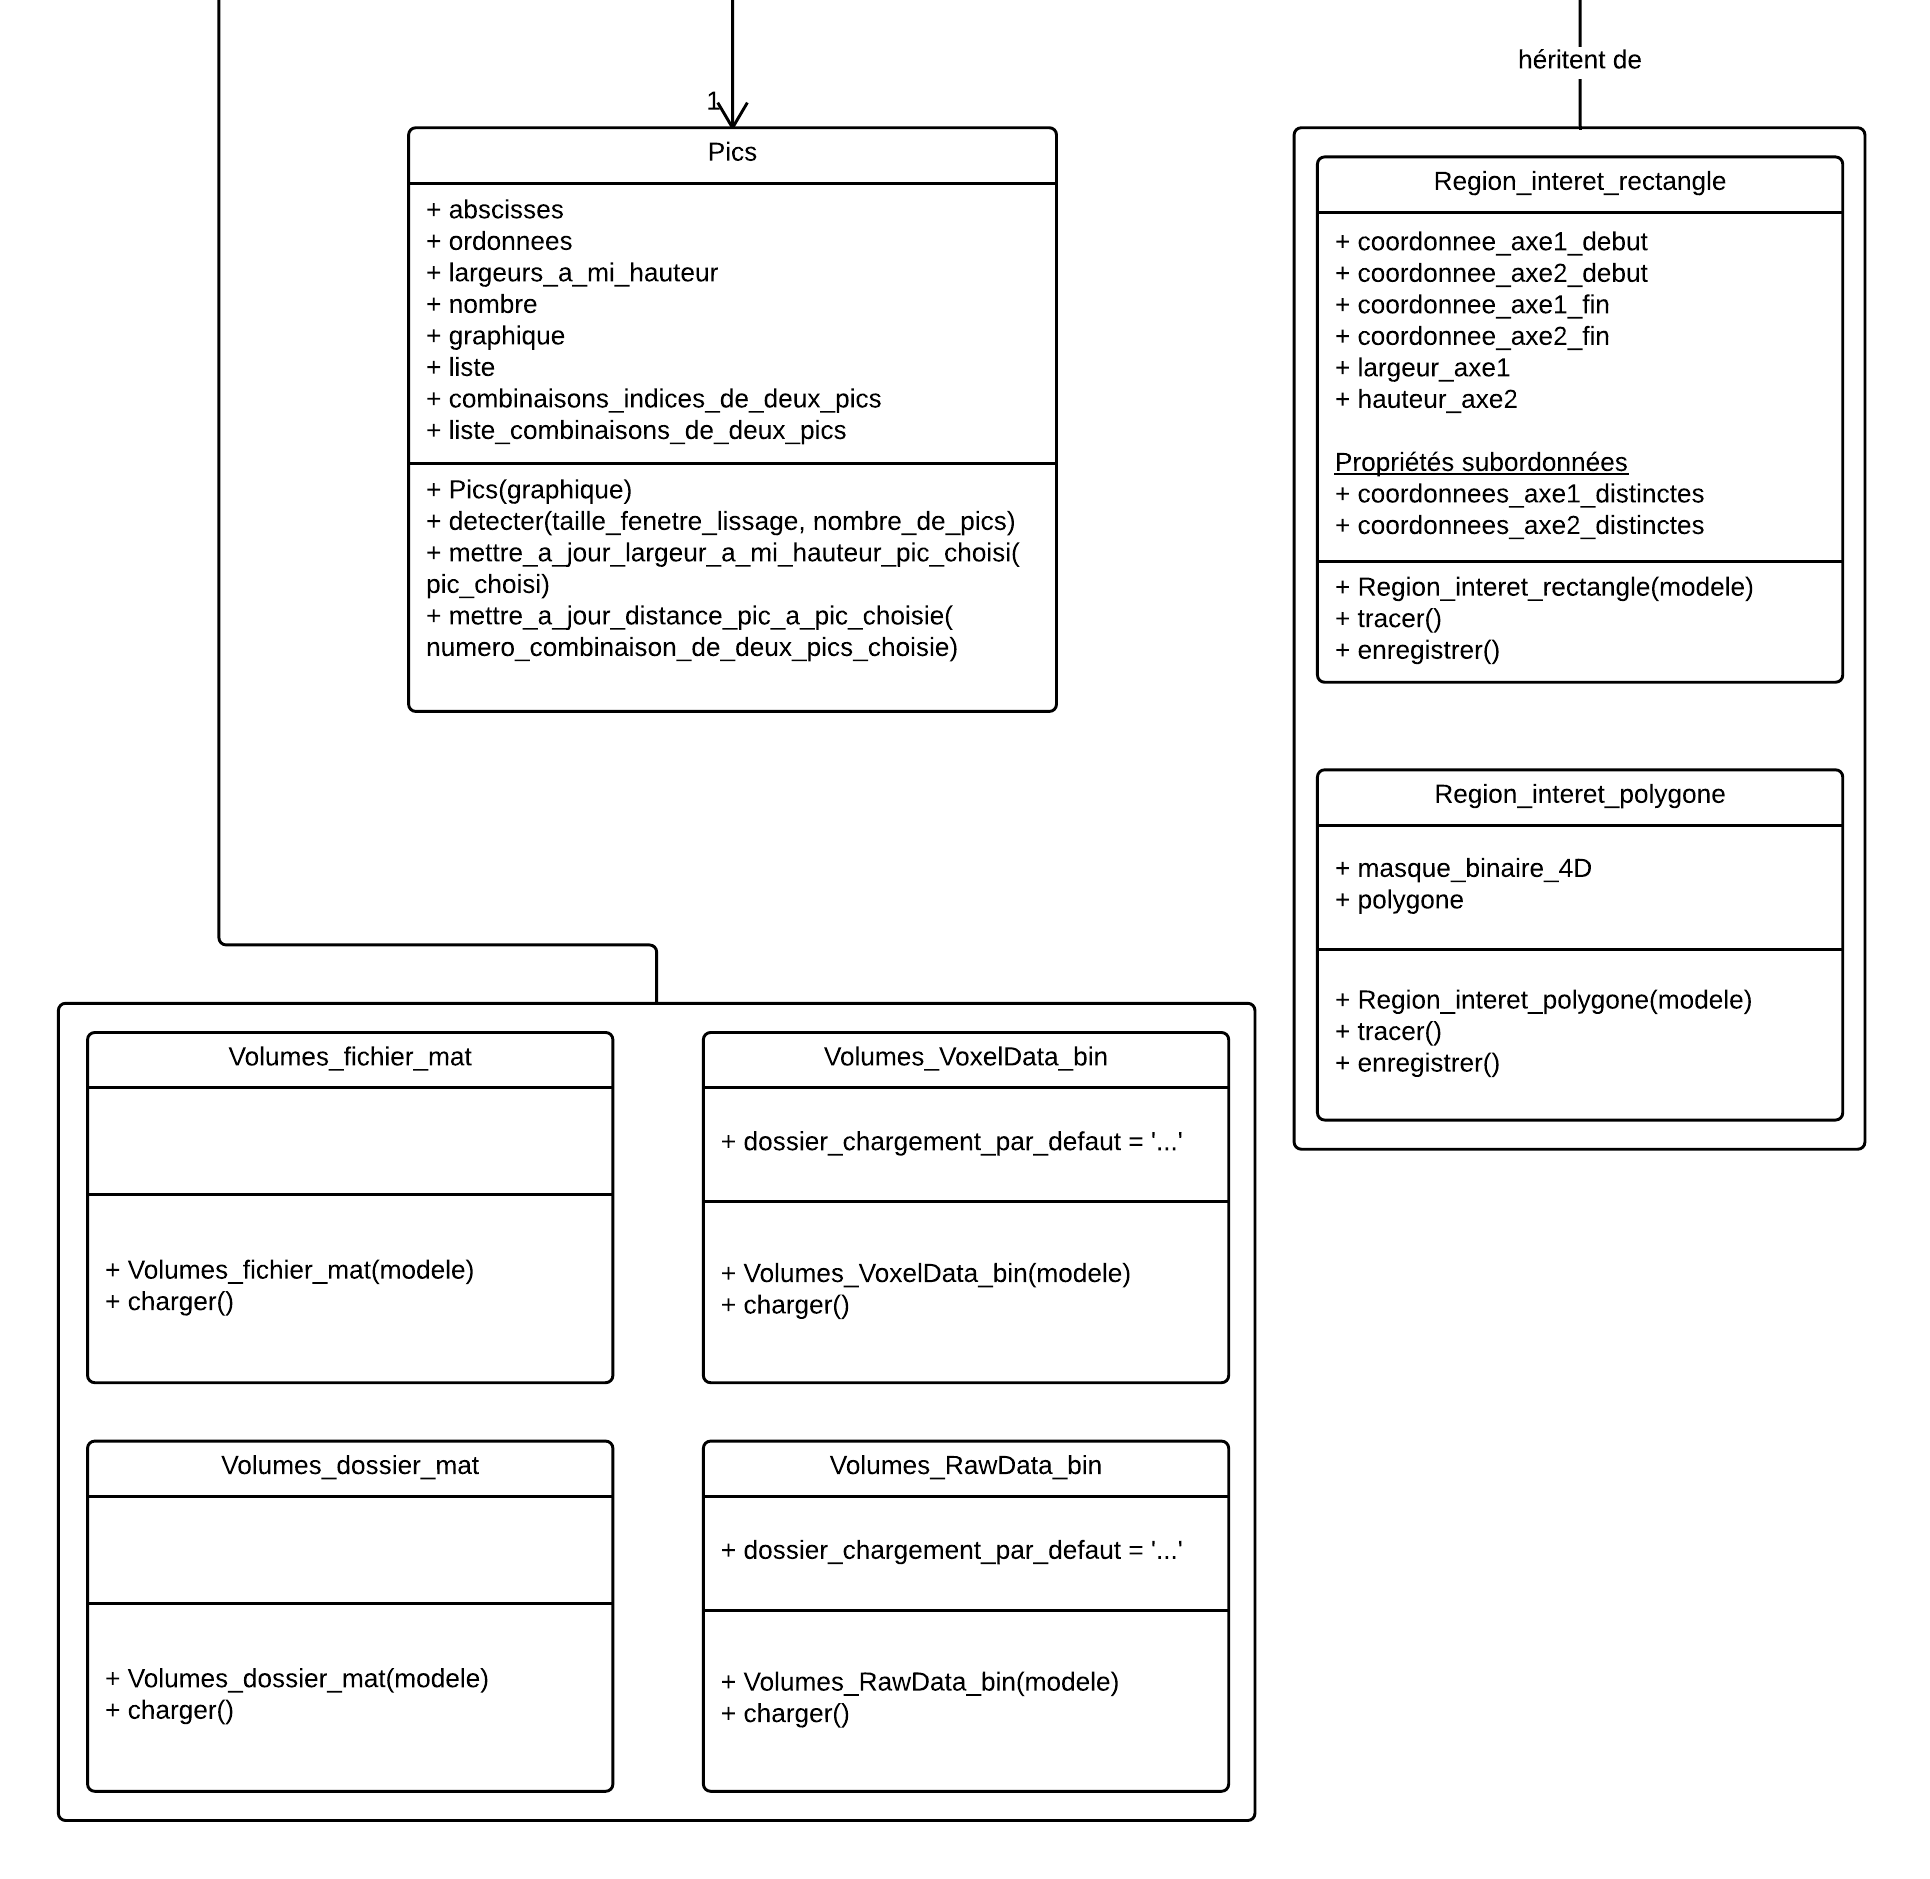 héritent de
1
Pics
+ abscisses
+ ordonnees
+ largeurs_a_mi_hauteur
+ nombre
+ graphique
+ liste
+ combinaisons_indices_de_deux_pics
+ liste_combinaisons_de_deux_pics
+ Pics(graphique)
+ detecter(taille_fenetre_lissage, nombre_de_pics)
+ mettre_a_jour_largeur_a_mi_hauteur_pic_choisi(
pic_choisi)
+ mettre_a_jour_distance_pic_a_pic_choisie(
numero_combinaison_de_deux_pics_choisie)
Region_interet_rectangle
+ coordonnee_axe1_debut
+ coordonnee_axe2_debut
+ coordonnee_axe1_fin
+ coordonnee_axe2_fin
+ largeur_axe1
+ hauteur_axe2
Propriétés subordonnées
+ coordonnees_axe1_distinctes
+ coordonnees_axe2_distinctes
+ Region_interet_rectangle(modele)
+ tracer()
+ enregistrer()
Region_interet_polygone
+ masque_binaire_4D
+ polygone
+ Region_interet_polygone(modele)
+ tracer()
+ enregistrer()
Volumes_fichier_mat
+ Volumes_fichier_mat(modele)
+ charger()
Volumes_VoxelData_bin
+ dossier_chargement_par_defaut = '...'
+ Volumes_VoxelData_bin(modele)
+ charger()
Volumes_dossier_mat
+ Volumes_dossier_mat(modele)
+ charger()
Volumes_RawData_bin
+ dossier_chargement_par_defaut = '...'
+ Volumes_RawData_bin(modele)
+ charger()